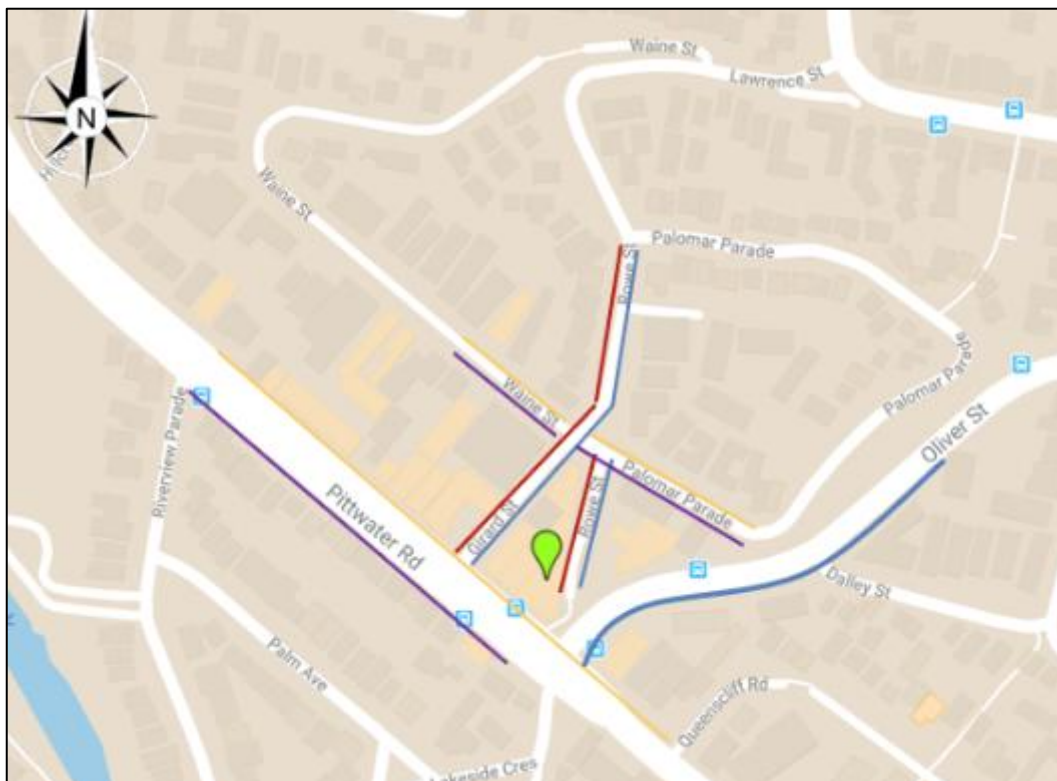 Waine St
Lawrence St
N
Waine St
Palomar Parade
Rowe St
Palomar Parade
Oliver St
Waine St
Palomar Parade
Riverview Parade
Pittwater Rd
Girard St
Rowe St
Dalley St
Palm Ave
Queenscliff Rd
Lakeside Cres